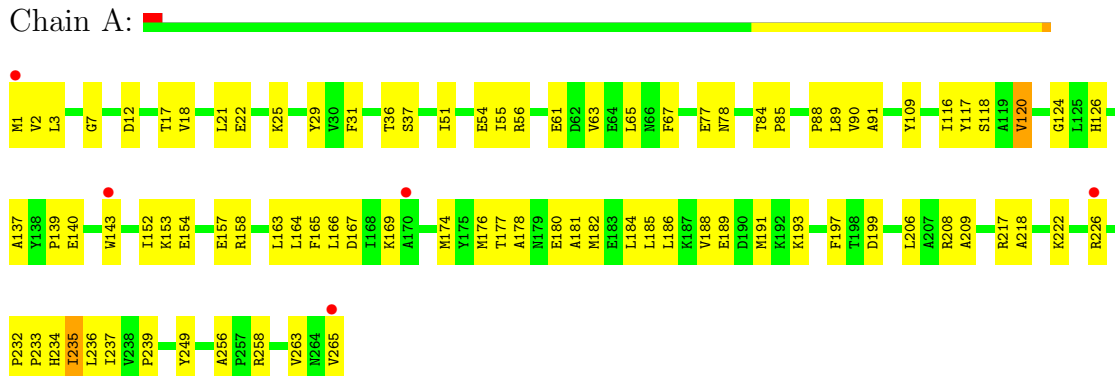 Chain A:
M1 V2 L3 G7 D12 T17 V18 L21 E22 K25 Y29 V30 F31 T36 S37 I51 E54 I55 R56 E61 D62 V63 E64 L65 N66 F67 E77 N78 T84 P85 P88 L89 V90 A91 Y109 I116 Y117 S118 A119 V120 G124 L125 H126
A137 Y138 P139 E140 W143 I152 K153 E154 E157 R158 L163 L164 F165 L166 D167 I168 K169 A170 M174 Y175 M176 T177 A178 N179 E180 A181 M182 E183 L184 L185 L186 K187 V188 E189 D190 M191 K192 K193 F197 T198 D199 L206 A207 R208 A209 R217 A218 K222 R226
P232 P233 H234 I235 L236 I237 V238 P239 Y249 A256 P257 R258 V263 N264 V265